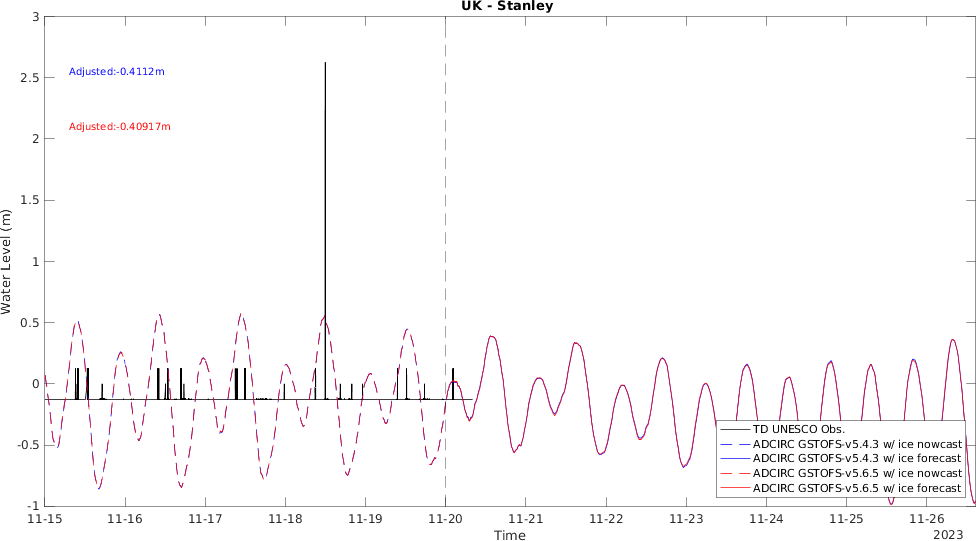 UK - Stanley
3
2.5
2
1.5
1
0.5
0
-0.5
-1
Water Level (m)
Adjusted:-0.4112m
Adjusted:-0.40917m
TD UNESCO Obs.
ADCIRC GSTOFS-v5.4.3 w/ ice nowcast
ADCIRC GSTOFS-v5.4.3 w/ ice forecast
ADCIRC GSTOFS-v5.6.5 w/ ice nowcast
ADCIRC GSTOFS-v5.6.5 w/ ice forecast
11-15 11-16 11-17 11-18 11-19 11-20 11-21 11-22 11-23 11-24 11-25 11-26
2023
Time